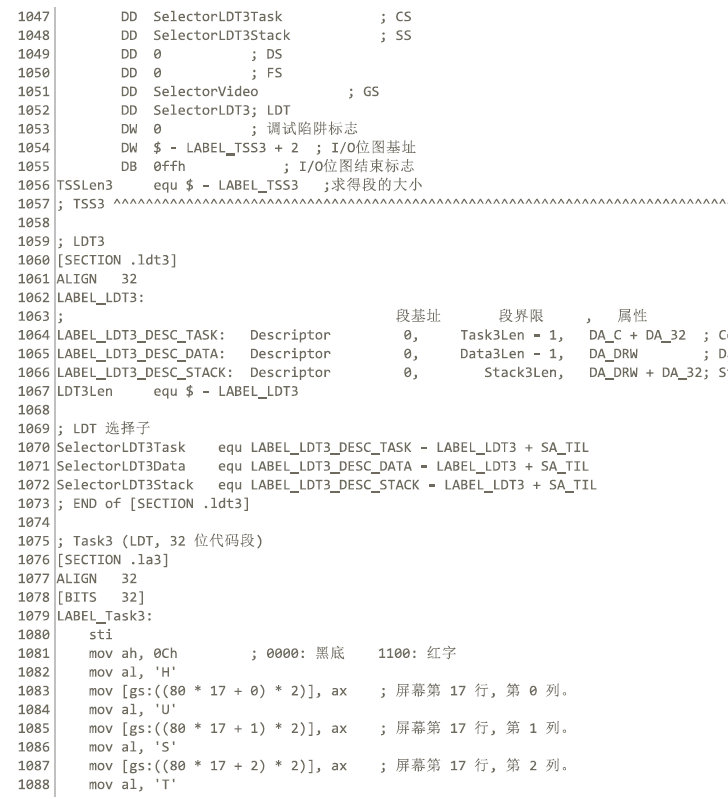 1047        DD  SelectorLDT3Task            ; CS
1048        DD  SelectorLDT3Stack           ; SS
1049        DD  0           ; DS
1050        DD  0           ; FS
1051        DD  SelectorVideo           ; GS
1052        DD  SelectorLDT3; LDT
1053        DW  0           ; 调试陷阱标志
1054        DW  $ - LABEL_TSS3 + 2  ; I/O位图基址
1055        DB  0ffh            ; I/O位图结束标志
1056 TSSLen3     equ $ - LABEL_TSS3   ;求得段的大小
1057 ; TSS3 ^^^^^^^^^^^^^^^^^^^^^^^^^^^^^^^^^^^^^^^^^^^^^^^^^^^^^^^^^^^^^^^^^^^^^^^^^^^^
1058
1059 ; LDT3
1060 [SECTION .ldt3]
1061 ALIGN   32
1062 LABEL_LDT3:
1063 ;                                         段基址       段界限     ,   属性
1064 LABEL_LDT3_DESC_TASK:   Descriptor         0,     Task3Len - 1,   DA_C + DA_32  ;
1065 LABEL_LDT3_DESC_DATA:   Descriptor         0,     Data3Len - 1,   DA_DRW        ;
1066 LABEL_LDT3_DESC_STACK:  Descriptor         0,        Stack3Len,   DA_DRW + DA_32;
1067 LDT3Len     equ $ - LABEL_LDT3
1068
1069 ; LDT 选择子
1070 SelectorLDT3Task    equ LABEL_LDT3_DESC_TASK - LABEL_LDT3 + SA_TIL
1071 SelectorLDT3Data    equ LABEL_LDT3_DESC_DATA - LABEL_LDT3 + SA_TIL
1072 SelectorLDT3Stack   equ LABEL_LDT3_DESC_STACK - LABEL_LDT3 + SA_TIL
1073 ; END of [SECTION .ldt3]
1074
1075 ; Task3 (LDT, 32 位代码段)
1076 [SECTION .la3]
1077 ALIGN   32
1078 [BITS   32]
1079 LABEL_Task3:
1080     sti
1081     mov ah, 0Ch         ; 0000: 黑底    1100: 红字
1082     mov al, 'H'
1083     mov [gs:((80 * 17 + 0) * 2)], ax    ; 屏幕第 17 行, 第 0 列。
1084     mov al, 'U'
1085     mov [gs:((80 * 17 + 1) * 2)], ax    ; 屏幕第 17 行, 第 1 列。
1086     mov al, 'S'
1087     mov [gs:((80 * 17 + 2) * 2)], ax    ; 屏幕第 17 行, 第 2 列。
1088     mov al, 'T'